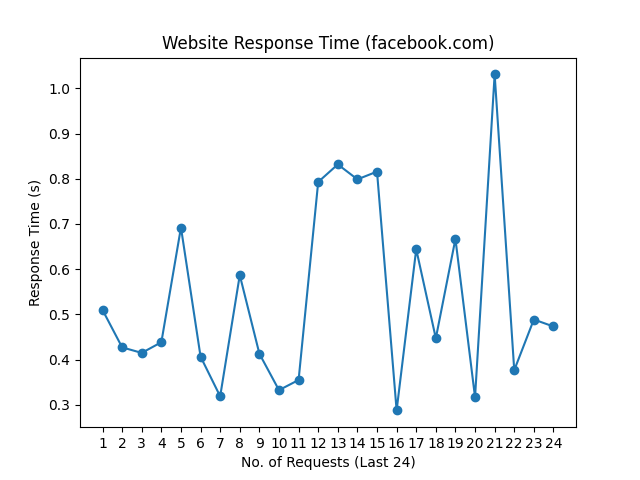 Website Response Time (facebook.com)
Response Time (s)
1.0
0.9
0.8
0.7
0.6
0.5
0.4
0.3
1 2 3 4 5 6 7 8 9 10 11 12 13 14 15 16 17 18 19 20 21 22 23 24
No. of Requests (Last 24)